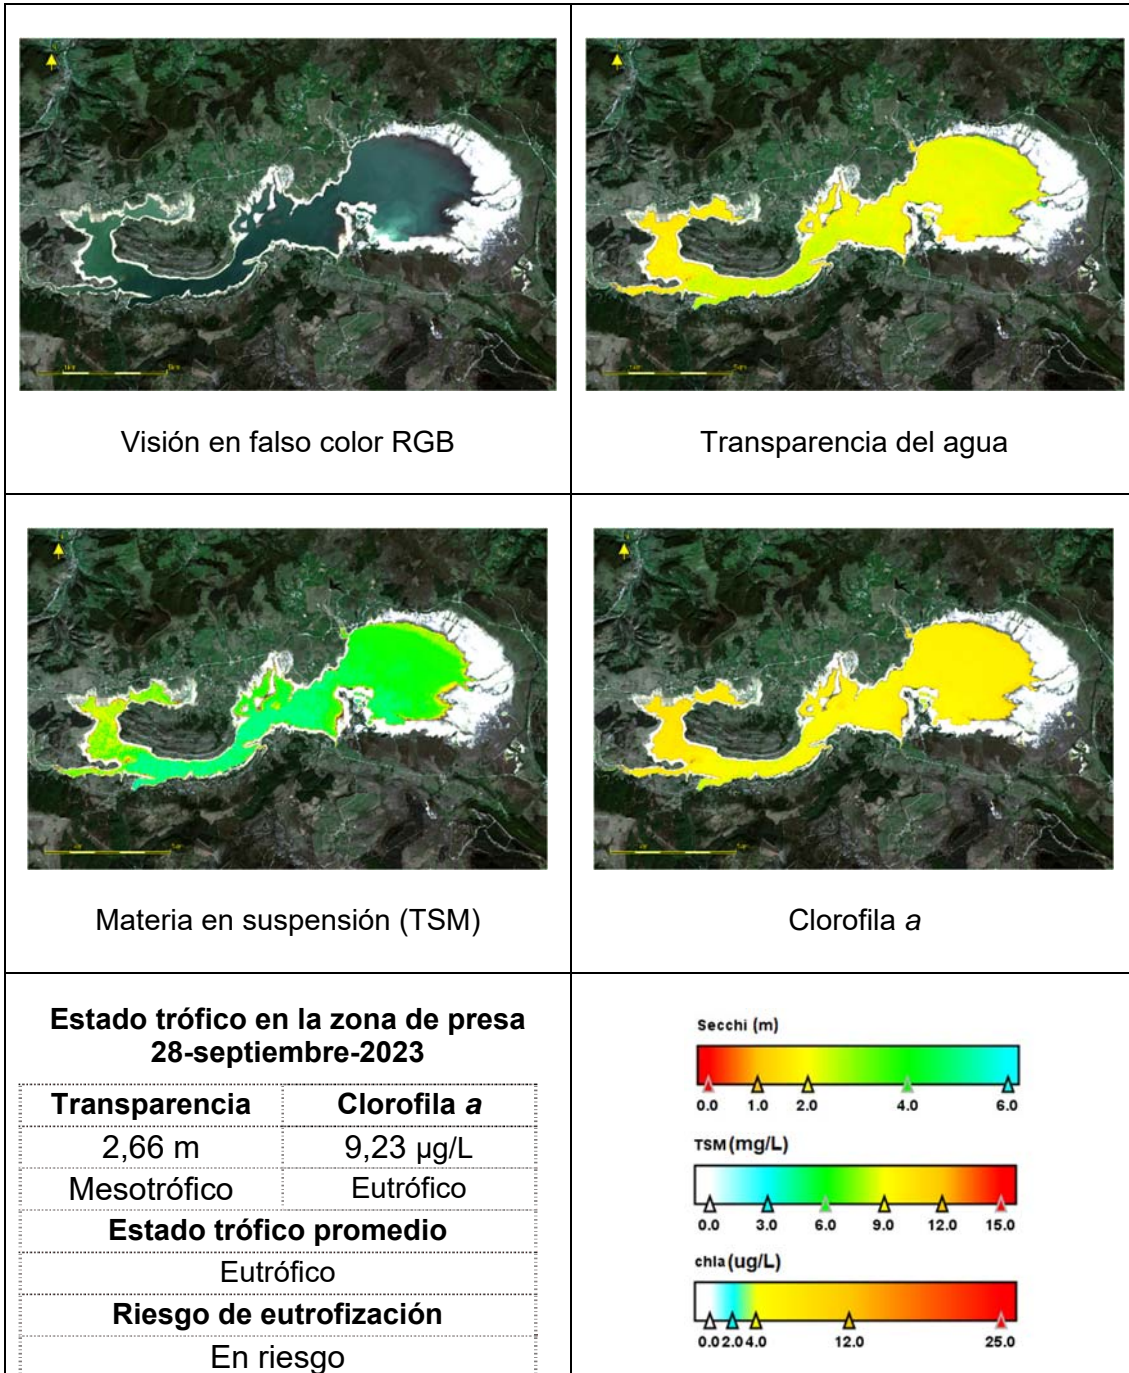 Visión en falso color RGB
Transparencia del agua
Materia en suspensión (TSM)
Clorofila a
Estado trófico en la zona de presa
28-septiembre-2023
Transparencia Clorofila a
2,66 m 9,23 µg/L
Mesotrófico Eutrófico
Estado trófico promedio
Eutrófico
Riesgo de eutrofización
En riesgo
Secchi (m)
0.0 1.0 2.0 4.0 6.0
TSM (mg/L)
0.0 3.0 6.0 9.0 12.0 15.0
chla (ug/L)
0.0 2.0 4.0 12.0 25.0